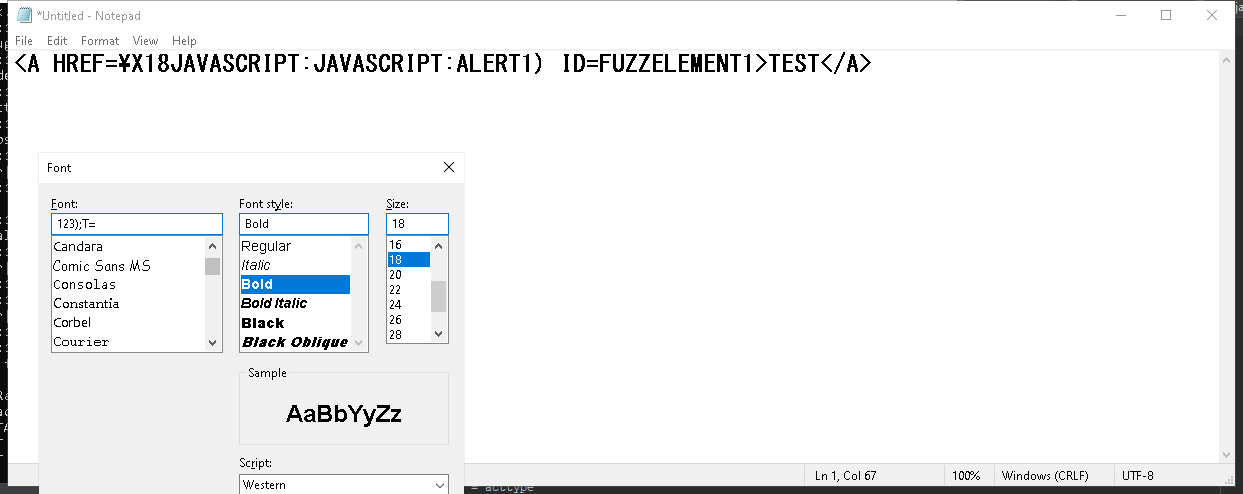 *Untitled - Notepad
File Edit Format View Help
<A HREF=¥X18JAVASCRIPT:JAVASCRIPT:ALERT1) ID=FUZZELEMENT1>TEST</A>
Font
Font: Font style: Size:
123);T= Bold 18
Candara Regular 16
Comic Sans MS Italic 18
Consolas Bold 20
Constantia Bold Italic 22
Corbel Black 24
Courier Black Oblique 26
28
Sample
AaBbYyZz
Script:
Western
Ln 1, Col 67 100% Windows (CRLF) UTF-8
= acctype